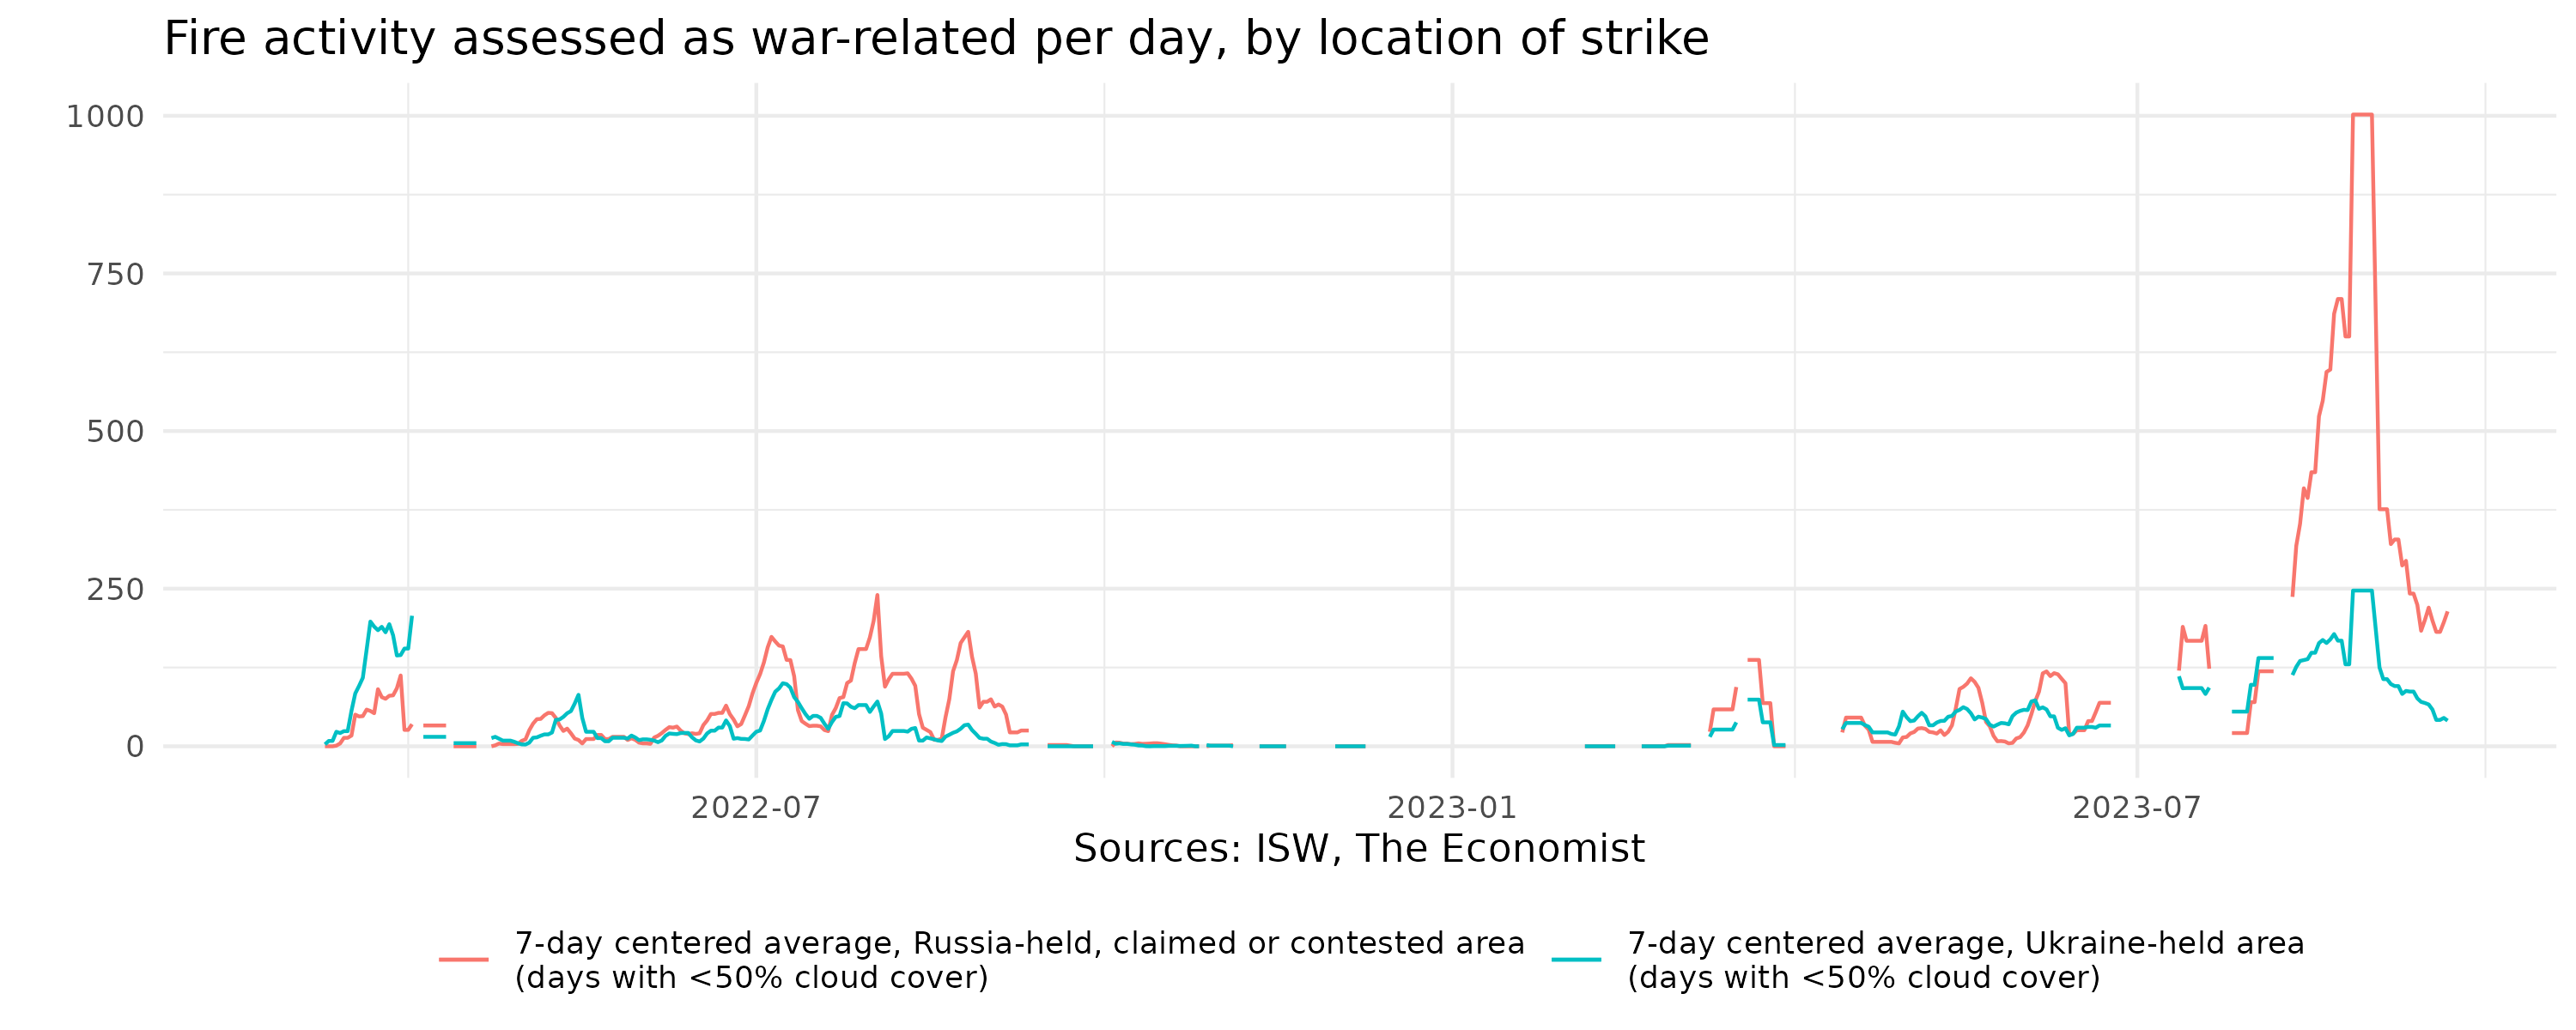 Fire activity assessed as war-related per day, by location of strike
1000
750
500
250
0
2022-07
2023-01
2023-07
Sources: ISW, The Economist
7-day centered average, Russia-held, claimed or contested area
(days with <50% cloud cover)
7-day centered average, Ukraine-held area
(days with <50% cloud cover)